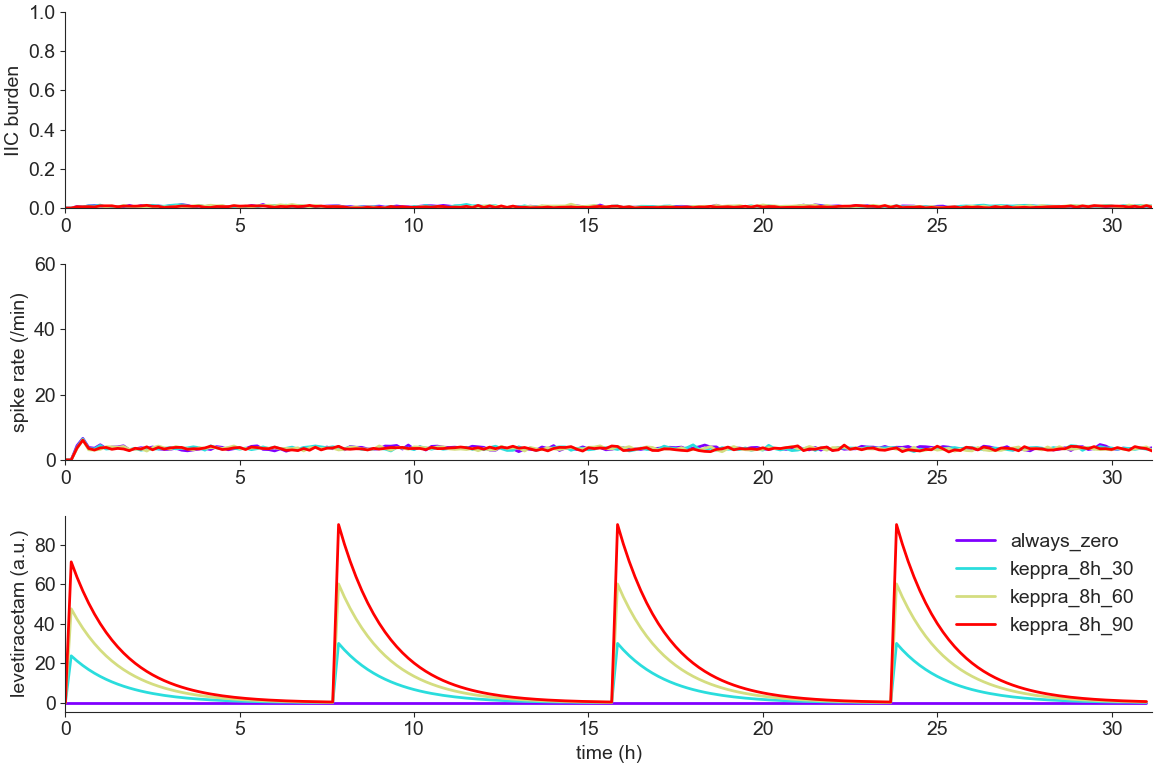 1.0
0.8
0.6
0.4
0.2
0.0
IIC burden
0 5 10 15 20 25 30
60
40
20
0
spike rate (/min)
0 5 10 15 20 25 30
80
60
40
20
0
levetiracetam (a.u.)
always_zero
keppra_8h_30
keppra_8h_60
keppra_8h_90
0 5 10 15 20 25 30
time (h)